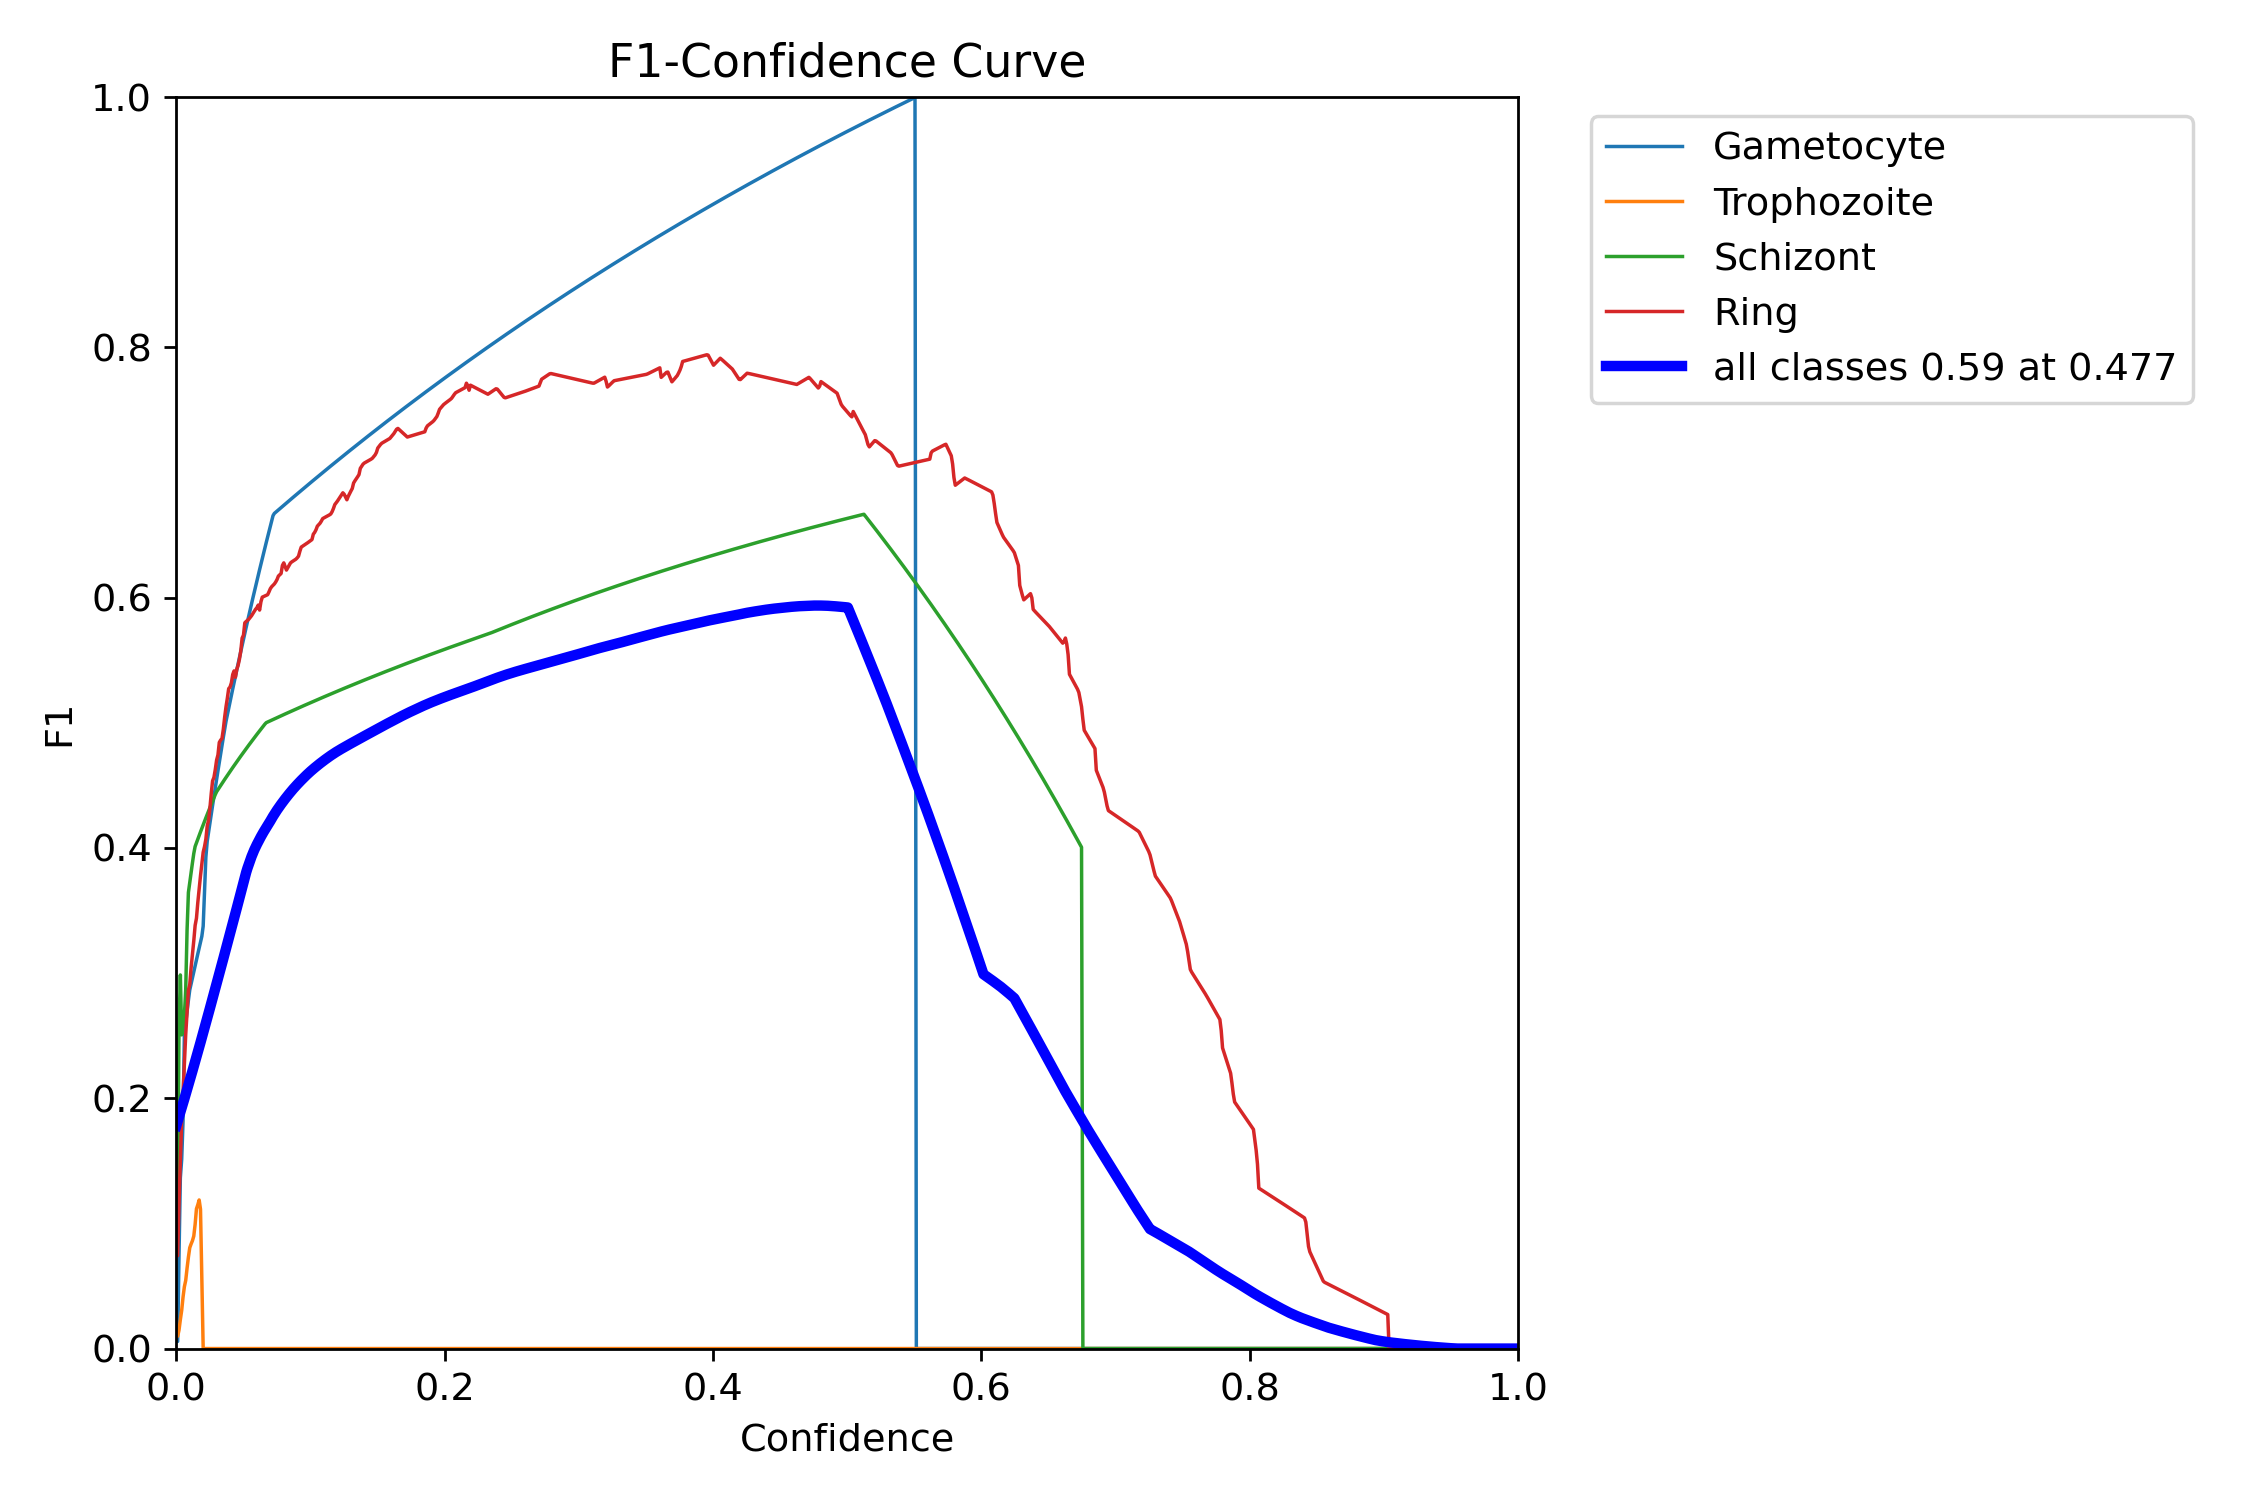 F1-Confidence Curve
1.0
0.8
0.6
0.4
0.2
0.0
F1
0.0 0.2 0.4 0.6 0.8 1.0
Confidence
Gametocyte
Trophozoite
Schizont
Ring
all classes 0.59 at 0.477